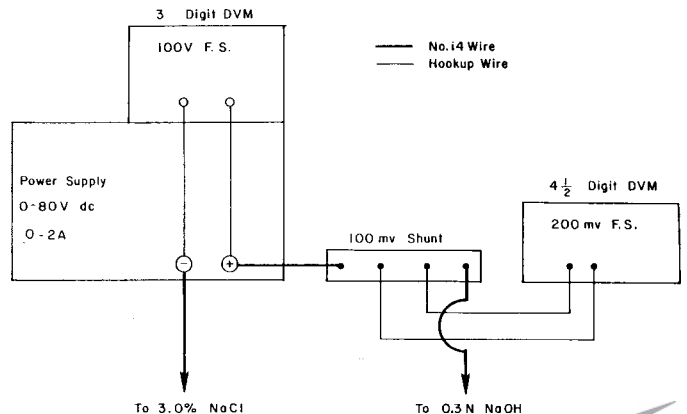 3 Digit DVM
100V F. S.
No. 14 Wire
Hookup Wire
Power Supply
0-80V dc
0-2A
4 1/2 Digit DVM
200 mv F. S.
100 mv Shunt
-
+
To 3.0% NaCl
To 0.3 N NaOH